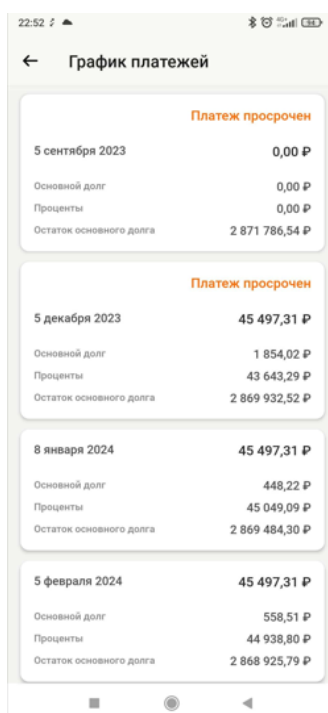 22:52
График платежей
Платеж просрочен
5 сентября 2023 0,00 ₽
Основной долг 0,00 ₽
Проценты 0,00 ₽
Остаток основного долга 2 871 786,54 ₽
Платеж просрочен
5 декабря 2023 45 497,31 ₽
Основной долг 1 854,02 ₽
Проценты 43 643,29 ₽
Остаток основного долга 2 869 932,52 ₽
8 января 2024 45 497,31 ₽
Основной долг 448,22 ₽
Проценты 45 049,09 ₽
Остаток основного долга 2 869 484,30 ₽
5 февраля 2024 45 497,31 ₽
Основной долг 558,51 ₽
Проценты 44 938,80 ₽
Остаток основного долга 2 868 925,79 ₽